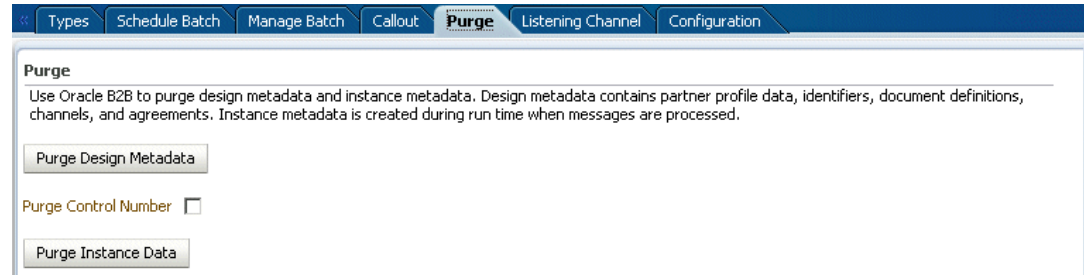 Types Schedule Batch Manage Batch Callout Purge Listening Channel Configuration
Purge
Use Oracle B2B to purge design metadata and instance metadata. Design metadata contains partner profile data, identifiers, document definitions,
channels, and agreements. Instance metadata is created during run time when messages are processed.
Purge Design Metadata
Purge Control Number
Purge Instance Data